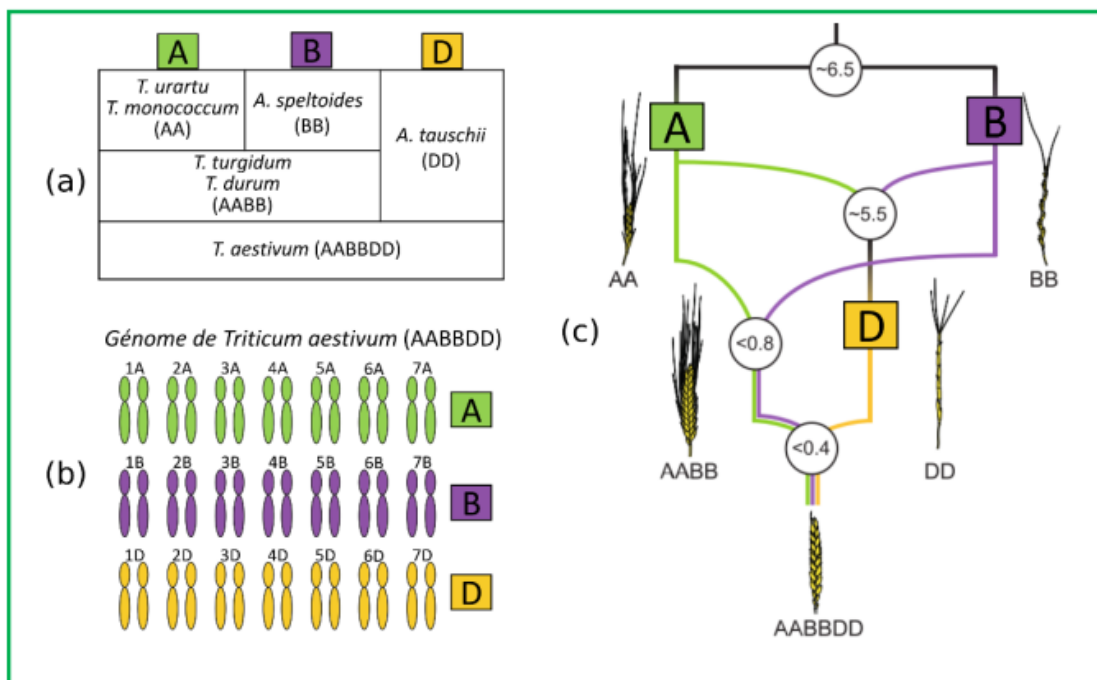 A B D
T. urartu
T. monococcum
(AA)
A. speltoides
(BB)
A. tauschii
(DD)
(a)
T. turgidum
T. durum
(AABB)
T. aestivum (AABBDD)
Génome de Triticum aestivum (AABBDD)
1A 2A 3A 4A 5A 6A 7A
A
(b)
1B 2B 3B 4B 5B 6B 7B
B
1D 2D 3D 4D 5D 6D 7D
D
~6.5
A B
~5.5
AA BB
(c)
D
<0.8
AABB
<0.4
DD
AABBDD